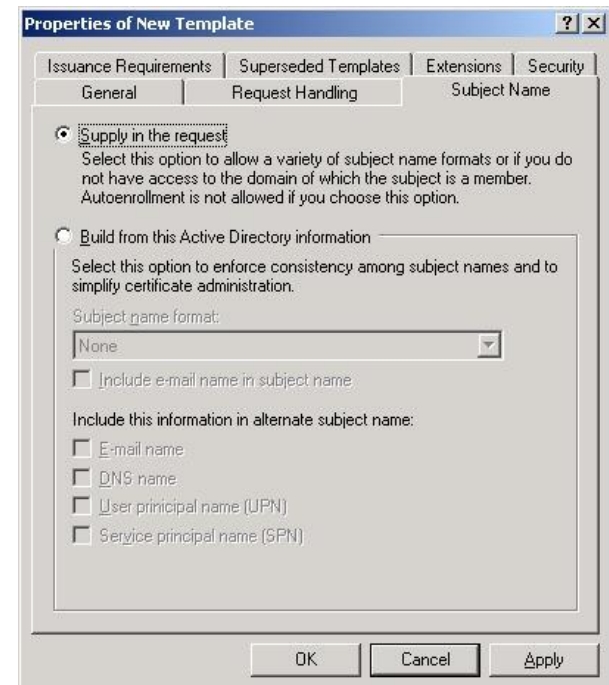 Properties of New Template
Issuance Requirements Superseded Templates Extensions Security
General Request Handling Subject Name
Supply in the request
Select this option to allow a variety of subject name formats or if you do
not have access to the domain of which the subject is a member.
Autoenrollment is not allowed if you choose this option.
Build from this Active Directory information
Select this option to enforce consistency among subject names and to
simplify certificate administration.
Subject name format:
None
Include e-mail name in subject name
Include this information in alternate subject name:
E-mail name
DNS name
User prinicipal name (UPN)
Service principal name (SPN)
OK Cancel Apply